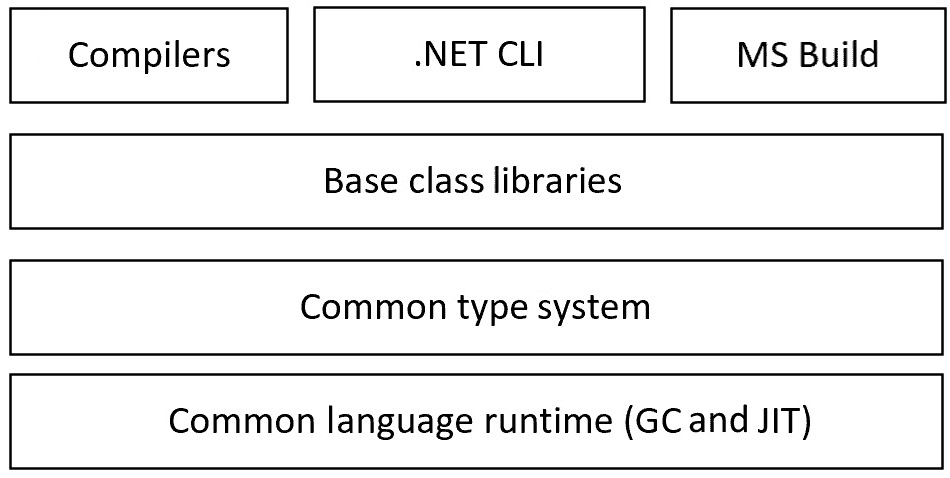 Compilers
.NET CLI
MS Build
Base class libraries
Common type system
Common language runtime (GC and JIT)